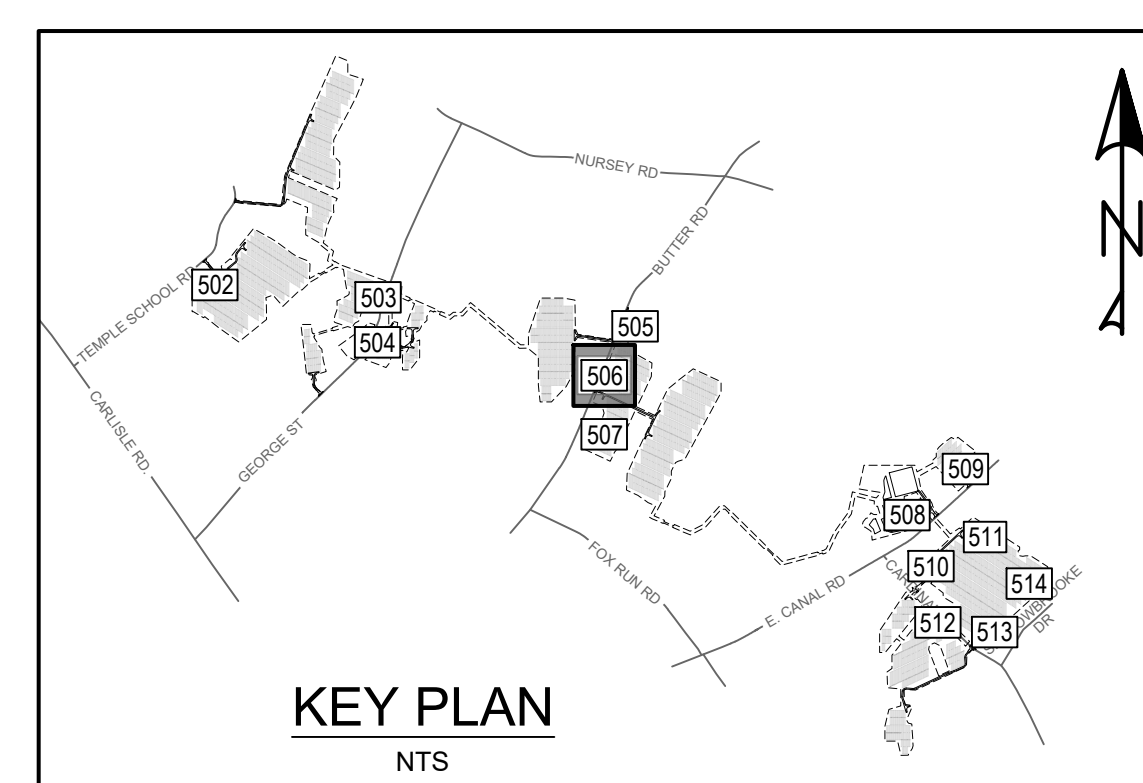 NURSEY RD
N
BUTTER RD
TEMPLE SCHOOL RD
502
503
504
505
506
507
CARLISLE RD.
GEORGE ST
FOX RUN RD
E. CANAL RD
508
509
510
511
512
513
514
DR
KEY PLAN
NTS